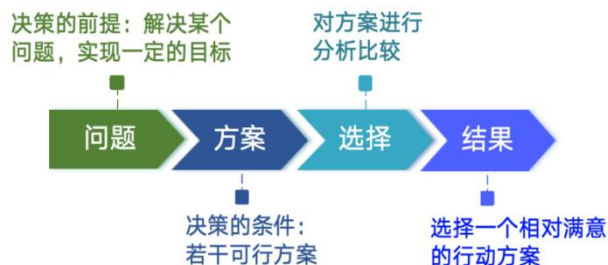 决策的前提：解决某个
问题，实现一定的目标
对方案进行
分析比较
问题
方案
选择
结果
决策的条件：
若干可行方案
选择一个相对满意
的行动方案